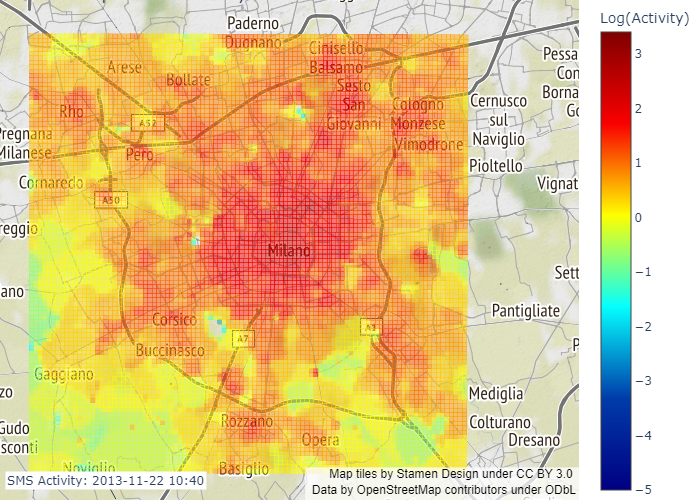 Paderno
Dugnano
Log(Activity)
Cinisello
Balsamo
Arese
Bollate
Sesto
San
Giovanni
Pessa
Con
Borna
Go
Rho
A52
Cologno
Monzese
Vimodrone
Cernusco
sul
Naviglio
Pregnana
Milanese
Pero
Pioltello
Cornaredo
A50
Vignat
reggio
Milano
Sett
ano
Corsico
A7
Pantigliate
Buccinasco
P
Gaggiano
zo
Mediglia
Rozzano
Colturano
Dresano
Gudo
sconti
Opera
Noviglio
Basiglio
SMS Activity: 2013-11-22 10:40
Map tiles by Stamen Design under CC BY 3.0
Data by OpenStreetMap contributors under ODbL
3
2
1
0
−1
−2
−3
−4
−5